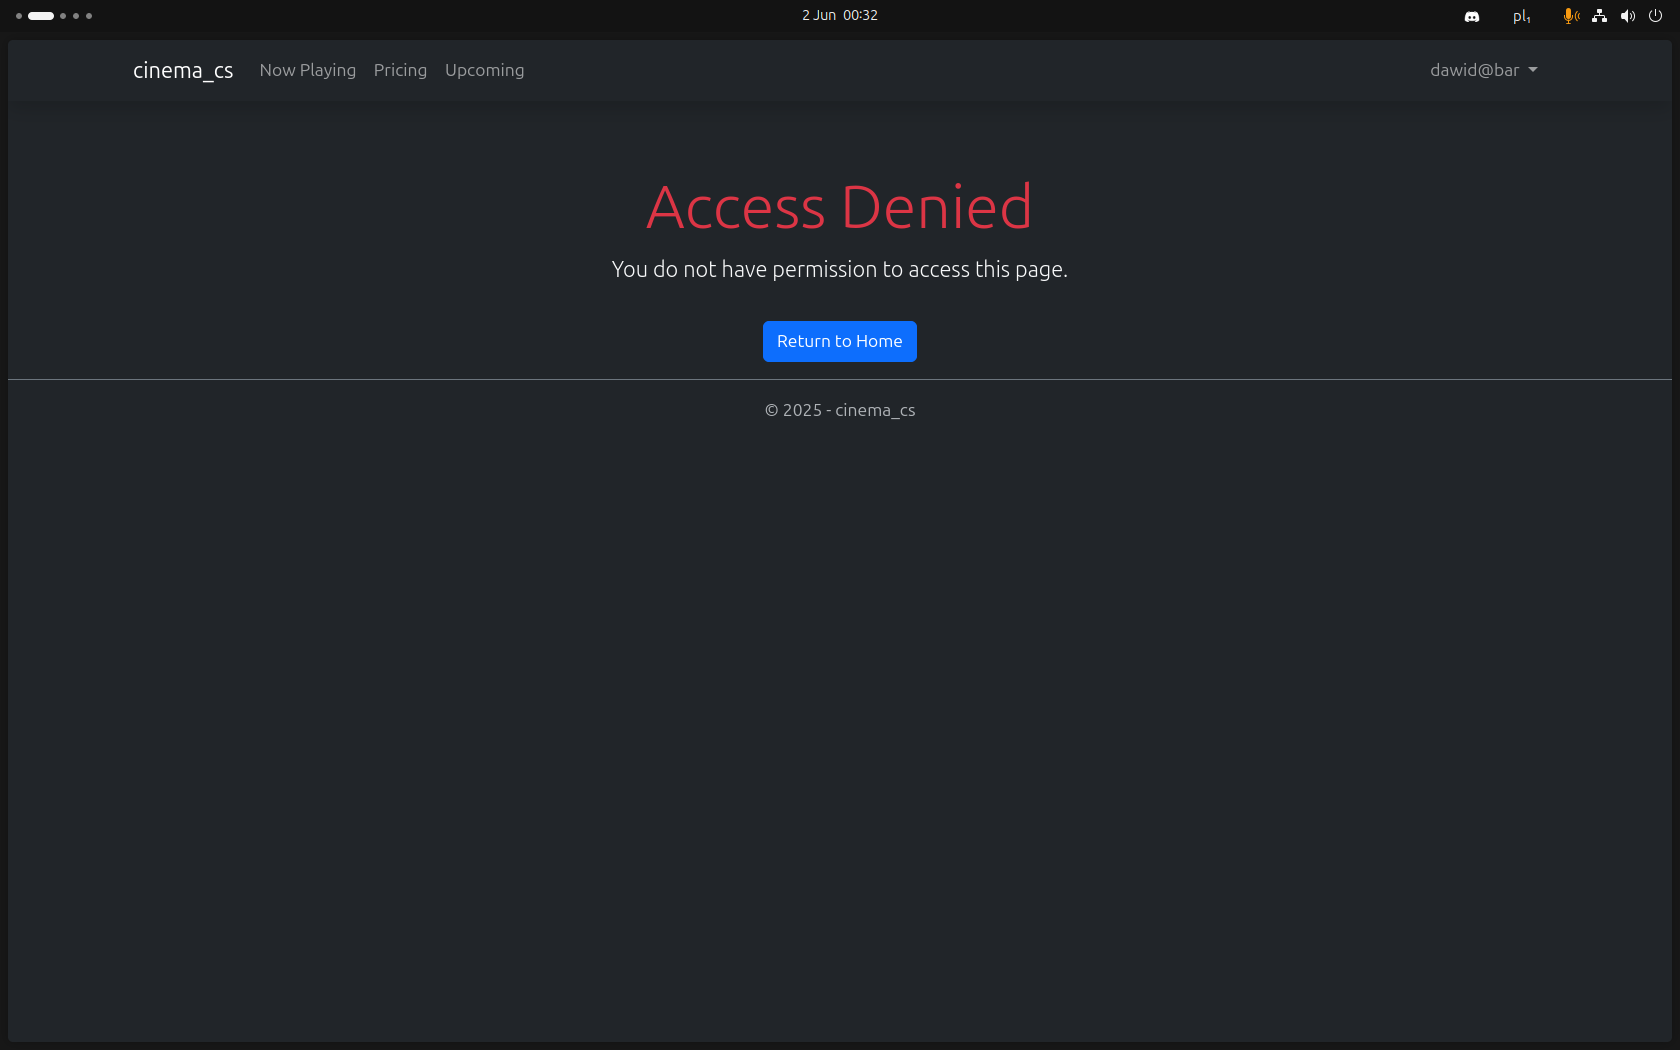 2 Jun 00:32
pl₁
cinema_cs Now Playing Pricing Upcoming dawid@bar
Access Denied
You do not have permission to access this page.
Return to Home
© 2025 - cinema_cs